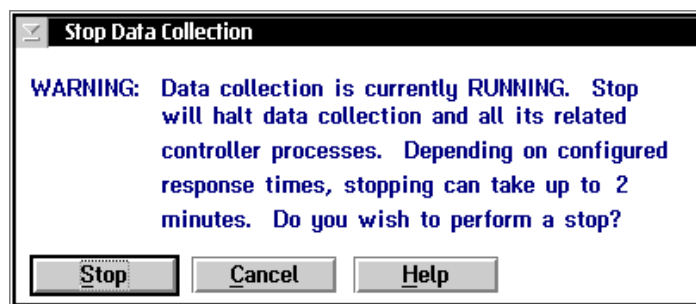 Stop Data Collection
WARNING: Data collection is currently RUNNING. Stop
will halt data collection and all its related
controller processes. Depending on configured
response times, stopping can take up to 2
minutes. Do you wish to perform a stop?
Stop Cancel Help